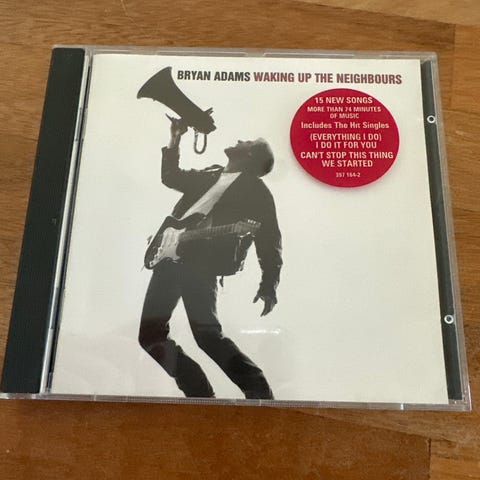 BRYAN ADAMS WAKING UP THE NEIGHBOURS
15 NEW SONGS
MORE THAN 74 MINUTES
OF MUSIC
Includes The Hit Singles
(EVERYTHING I DO)
I DO IT FOR YOU
CAN'T STOP THIS THING
WE STARTED
397 164-2